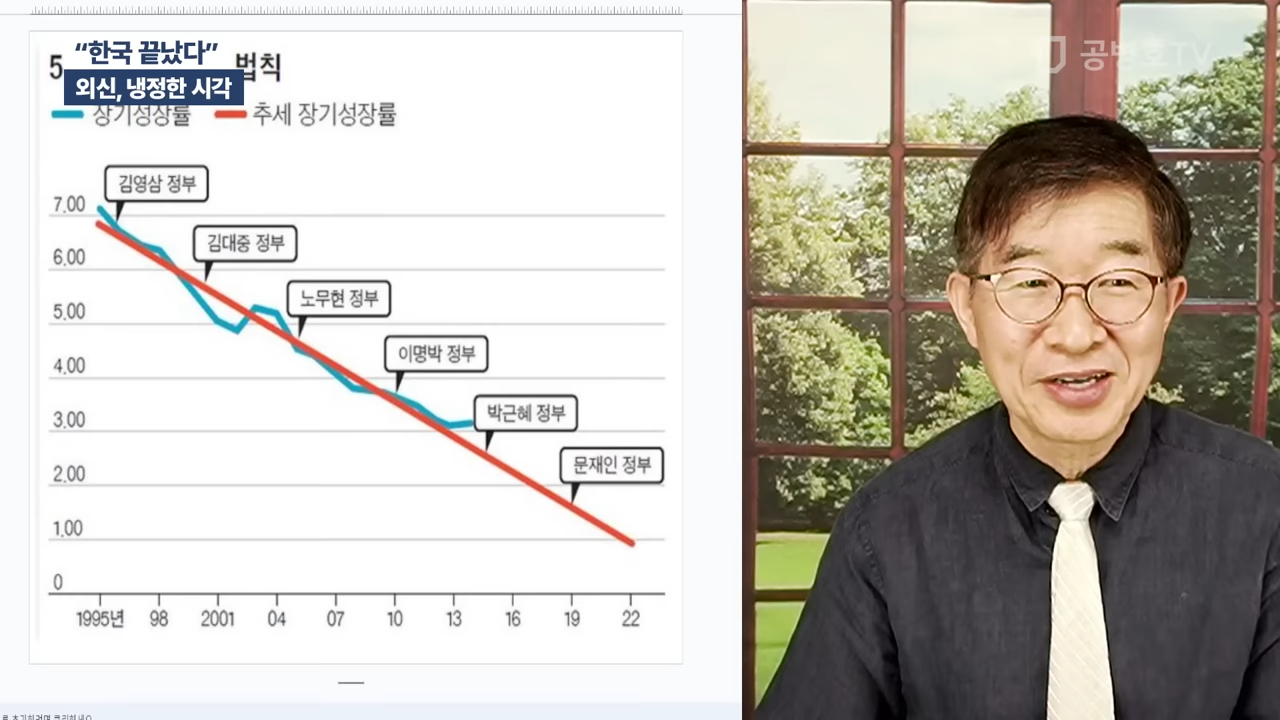 “한국 끝났다”
외신, 냉정한 시각
5 법칙
장기성장률 추세 장기성장률
공병호TV
김영삼 정부
김대중 정부
노무현 정부
이명박 정부
박근혜 정부
문재인 정부
7.00
6.00
5.00
4.00
3.00
2.00
1.00
0
1995년 98 2001 04 07 10 13 16 19 22